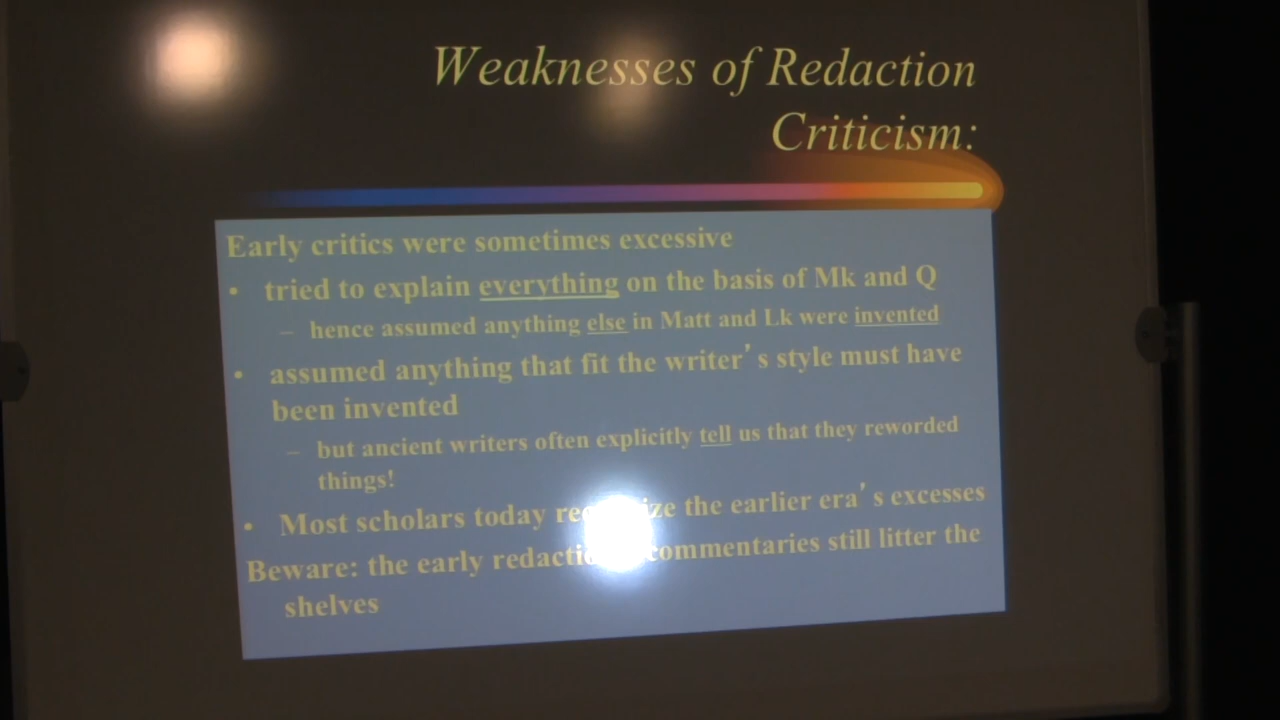 Weaknesses of Redaction
Criticism:
Early critics were sometimes excessive
• tried to explain everything on the basis of Mk and Q
– hence assumed anything else in Matt and Lk were invented
• assumed anything that fit the writer's style must have
been invented
– but ancient writers often explicitly tell us that they reworded
things!
• Most scholars today the earlier era's excesses
Beware: the early commentaries still litter the
shelves